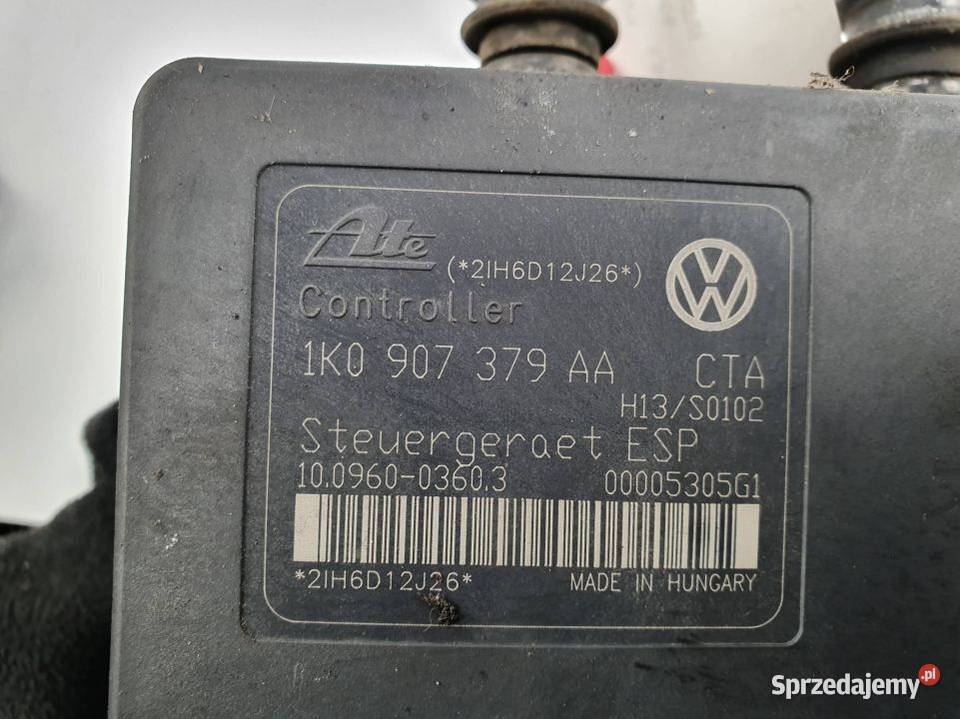 Ate (*2IH6D12J26*)
Controller
1K0 907 379 AA CTA
H13/S0102
Steuergeraet ESP
10.0960-0360.3 00005305G1
*2IH6D12J26* MADE IN HUNGARY
Sprzedajemy.pl